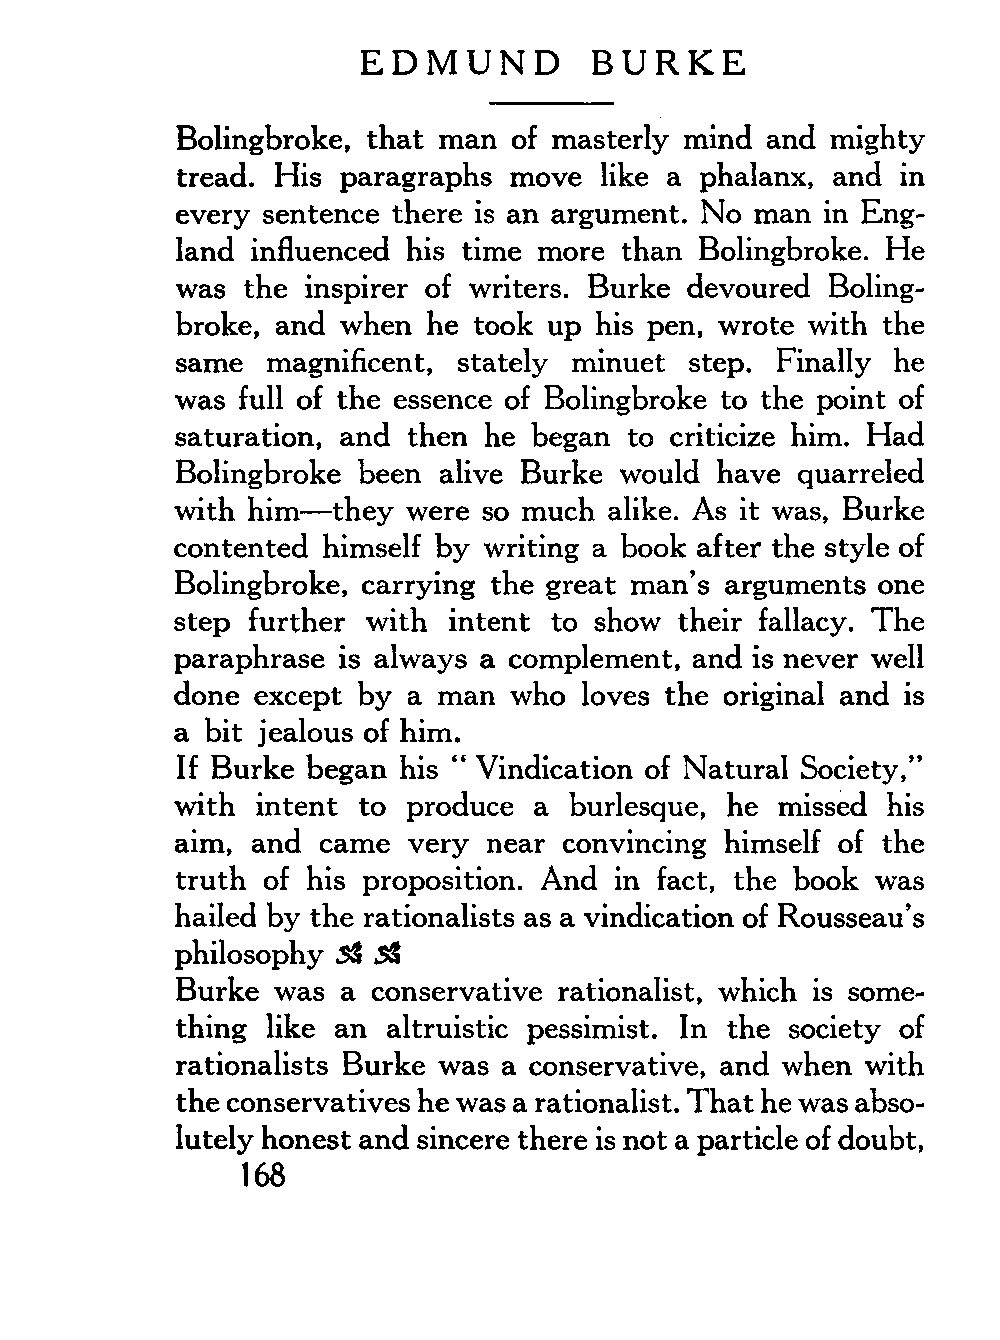 EDMUND BURKE
Bolingbroke, that man of masterly mind and mighty
tread. His paragraphs move like a phalanx, and in
every sentence there is an argument. No man in Eng-
land influenced his time more than Bolingbroke. He
was the inspirer of writers. Burke devoured Boling-
broke, and when he took up his pen, wrote with the
same magnificent, stately minuet step. Finally he
was full of the essence of Bolingbroke to the point of
saturation, and then he began to criticize him. Had
Bolingbroke been alive Burke would have quarreled
with him—they were so much alike. As it was, Burke
contented himself by writing a book after the style of
Bolingbroke, carrying the great man's arguments one
step further with intent to show their fallacy. The
paraphrase is always a complement, and is never well
done except by a man who loves the original and is
a bit jealous of him.
If Burke began his “ Vindication of Natural Society,”
with intent to produce a burlesque, he missed his
aim, and came very near convincing himself of the
truth of his proposition. And in fact, the book was
hailed by the rationalists as a vindication of Rousseau's
philosophy
Burke was a conservative rationalist, which is some-
thing like an altruistic pessimist. In the society of
rationalists Burke was a conservative, and when with
the conservatives he was a rationalist. That he was abso-
lutely honest and sincere there is not a particle of doubt,
168